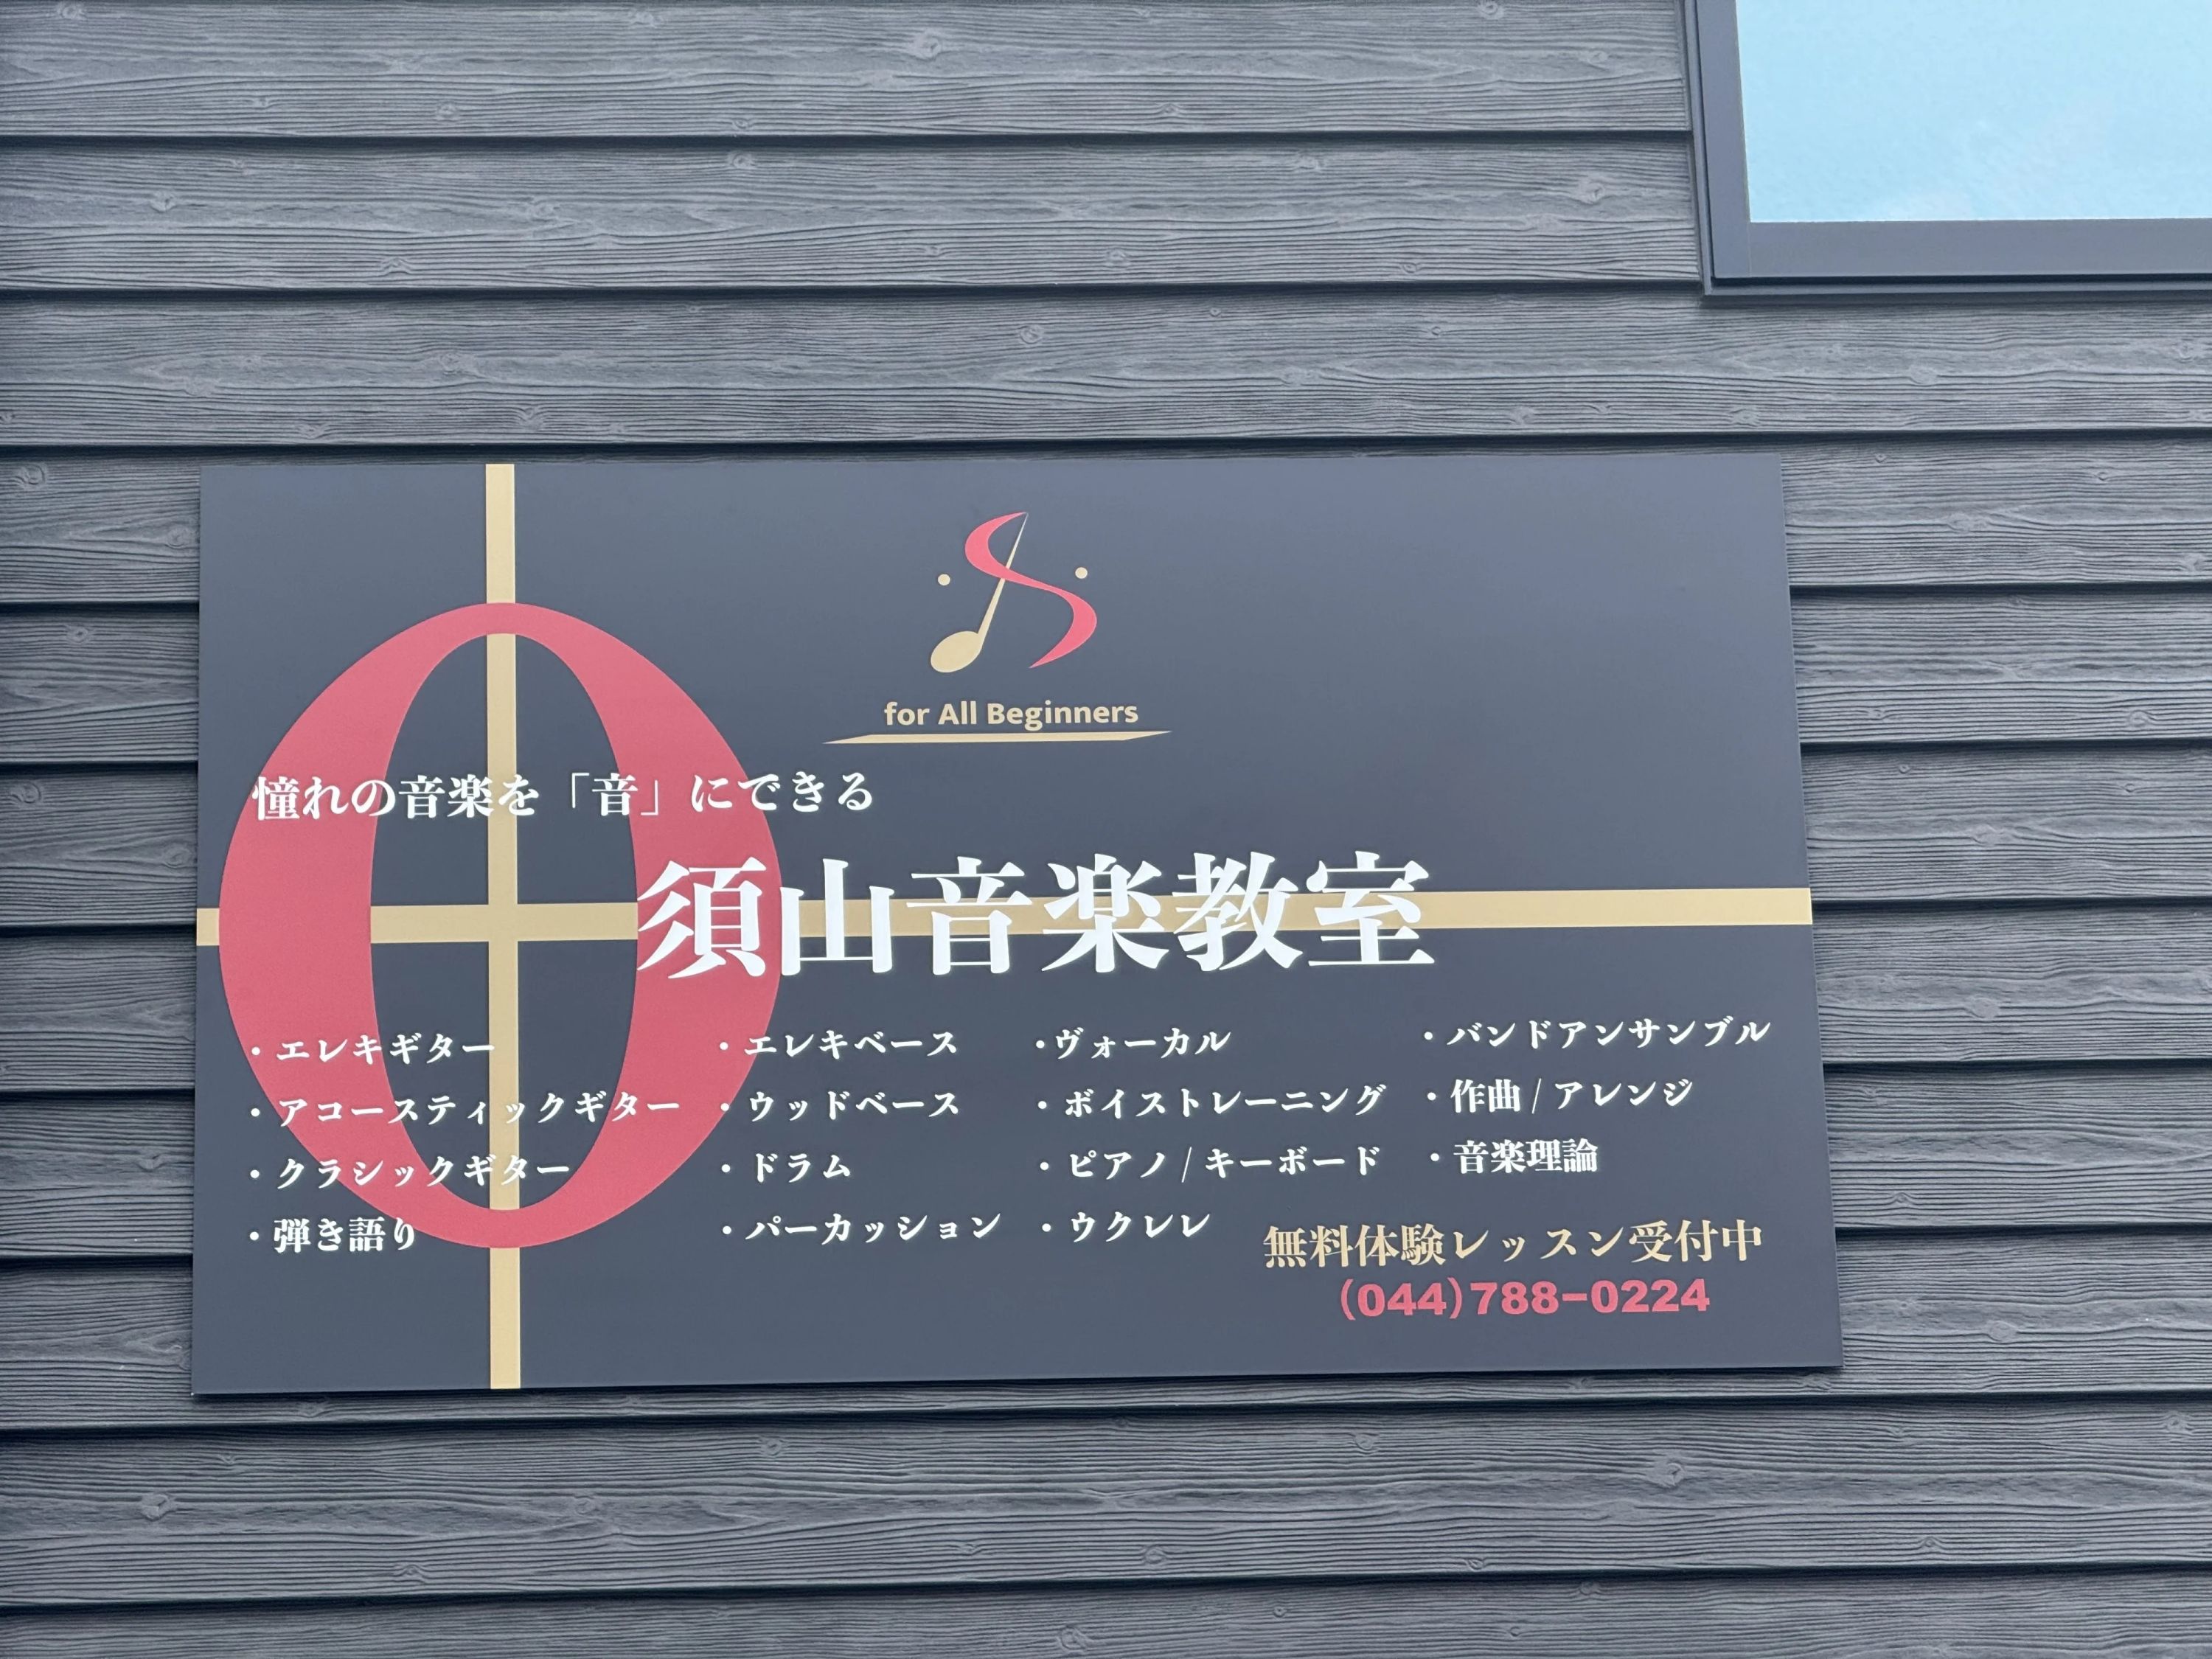 for All Beginners
憧れの音楽を「音」にできる
須山音楽教室
・エレキギター
・アコースティックギター
・クラシックギター
・弾き語り
・エレキベース
・ウッドベース
・ドラム
・パーカッション
・ヴォーカル
・ボイストレーニング
・ピアノ/キーボード
・ウクレレ
・バンドアンサンブル
・作曲/アレンジ
・音楽理論
無料体験レッスン受付中
(044)788-0224